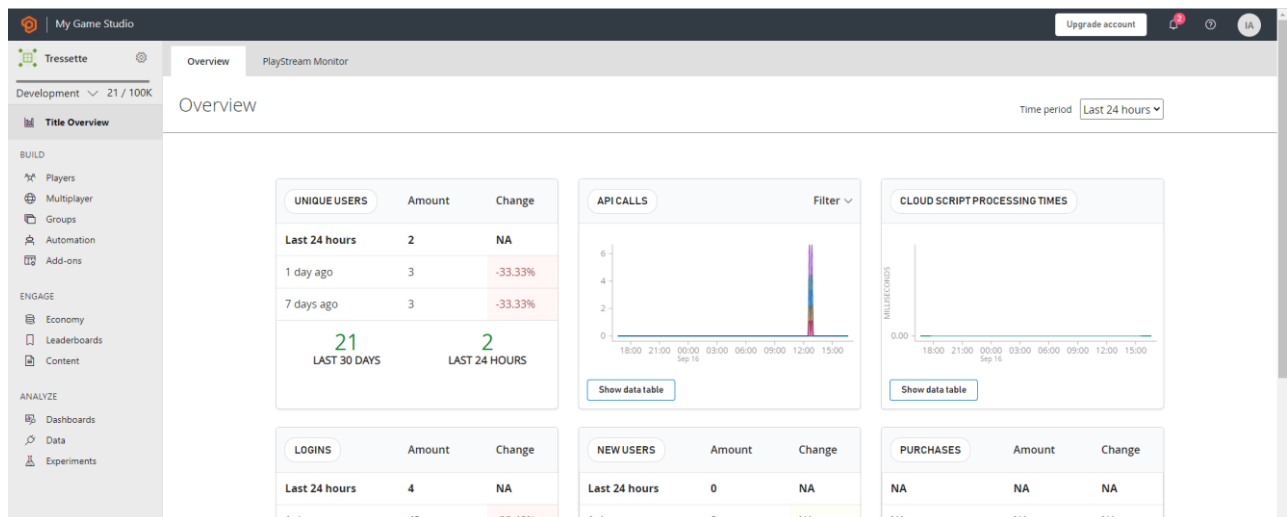 My Game Studio
Upgrade account
2
IA
Tressette
Development 21 / 100K
Title Overview
BUILD
Players
Multiplayer
Groups
Automation
Add-ons
ENGAGE
Economy
Leaderboards
Content
ANALYZE
Dashboards
Data
Experiments
Overview PlayStream Monitor
Overview
Time period Last 24 hours
UNIQUE USERS Amount Change
Last 24 hours 2 NA
1 day ago 3 -33.33%
7 days ago 3 -33.33%
21 2
LAST 30 DAYS LAST 24 HOURS
API CALLS Filter
6
4
2
0
18:00 21:00 00:00 03:00 06:00 09:00 12:00 15:00
Sep 16
Show data table
CLOUD SCRIPT PROCESSING TIMES
MILLISECONDS
0.00
18:00 21:00 00:00 03:00 06:00 09:00 12:00 15:00
Sep 16
Show data table
LOGINS Amount Change
Last 24 hours 4 NA
NEW USERS Amount Change
Last 24 hours 0 NA
PURCHASES Amount Change
NA NA NA